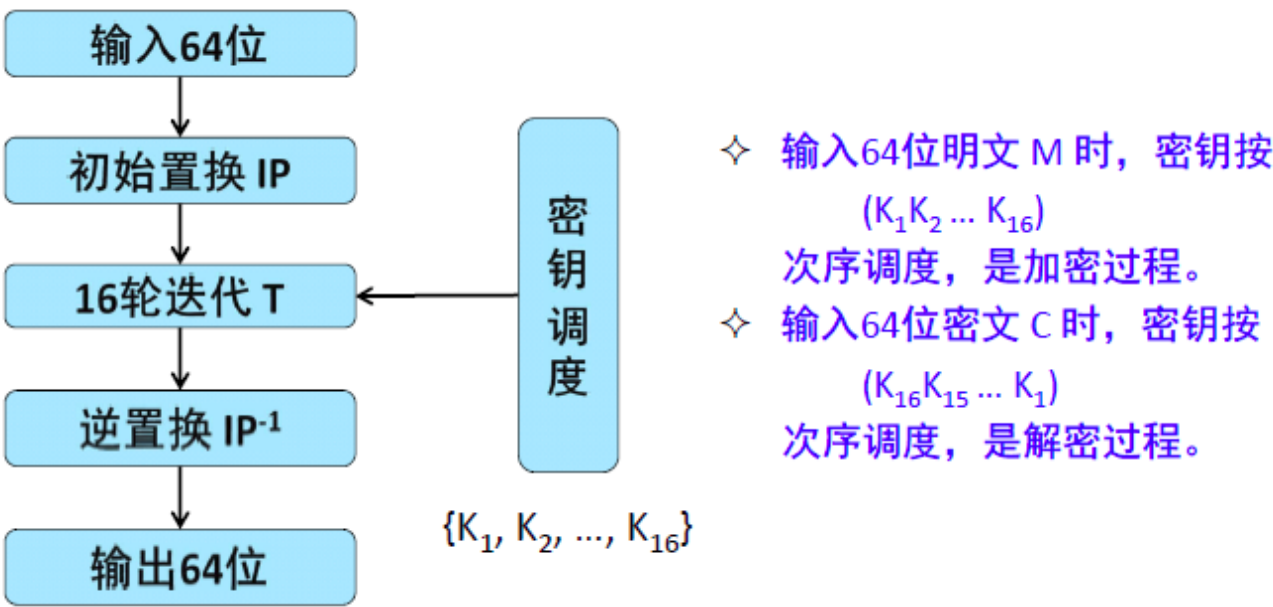 输入64位
初始置换 IP
16轮迭代 T
逆置换 IP⁻¹
输出64位
密钥调度
{K₁, K₂, ..., K₁₆}
✧ 输入64位明文 M 时，密钥按
(K₁K₂ ... K₁₆)
次序调度，是加密过程。
✧ 输入64位密文 C 时，密钥按
(K₁₆K₁₅ ... K₁)
次序调度，是解密过程。